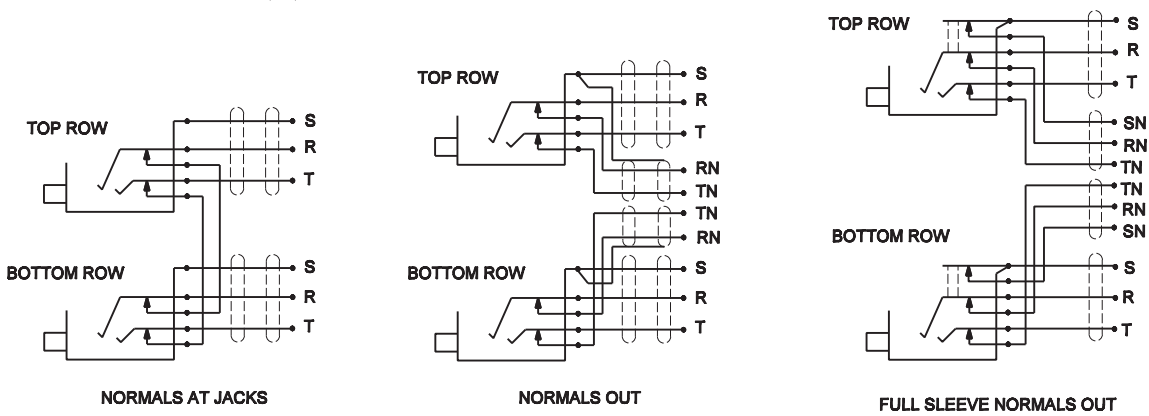 TOP ROW
S
R
T
BOTTOM ROW
S
R
T
NORMALS AT JACKS
TOP ROW
S
R
T
RN
TN
TN
RN
BOTTOM ROW
S
R
T
NORMALS OUT
TOP ROW
S
R
T
SN
RN
TN
TN
RN
SN
BOTTOM ROW
S
R
T
FULL SLEEVE NORMALS OUT